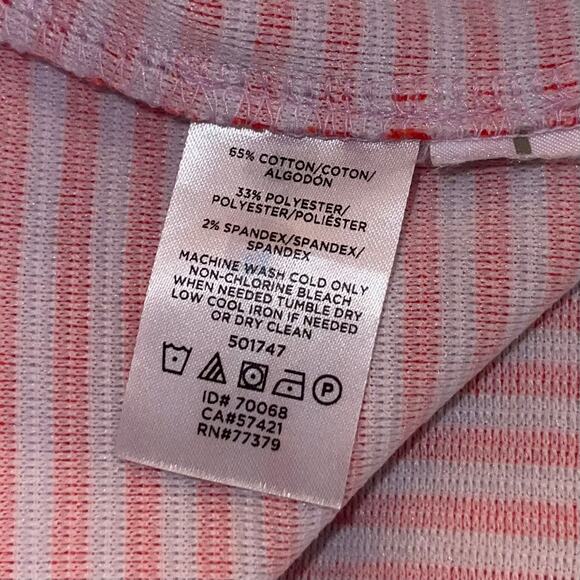 65% COTTON/COTON/
ALGODÓN
33% POLYESTER/
POLYESTER/POLIÉSTER
2% SPANDEX/SPANDEX/
SPANDEX
MACHINE WASH COLD ONLY
NON-CHLORINE BLEACH
WHEN NEEDED TUMBLE DRY
LOW COOL IRON IF NEEDED
OR DRY CLEAN
501747
P
ID# 70068
CA#57421
RN#77379